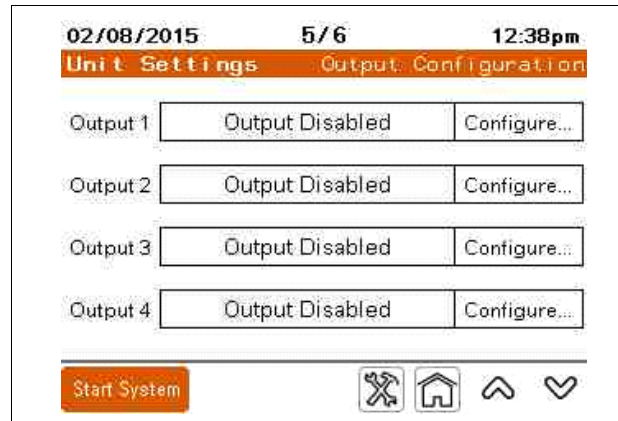 02/08/2015 5/6 12:38pm
Unit Settings Output Configuration
Output 1 Output Disabled Configure...
Output 2 Output Disabled Configure...
Output 3 Output Disabled Configure...
Output 4 Output Disabled Configure...
Start System